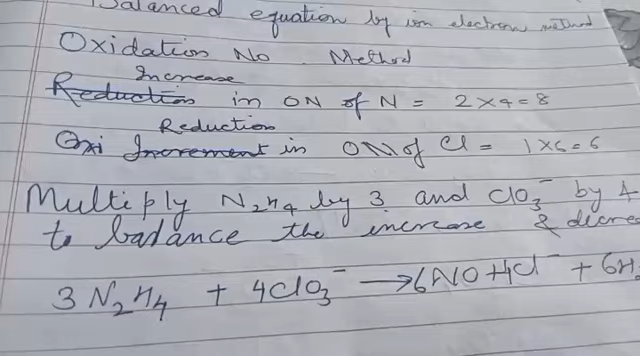 Balanced equation by ion electron method
Oxidation No. Method
Increase
Reduction in ON of N = 2×4=8
Reduction
Oxi Increment in ON of Cl = 1×6=6
Multiply N₂H₄ by 3 and ClO₃⁻ by 4
to balance the increase & decrea
3N₂H₄ + 4ClO₃⁻ → 6NO + 4Cl⁻ + 6H₂